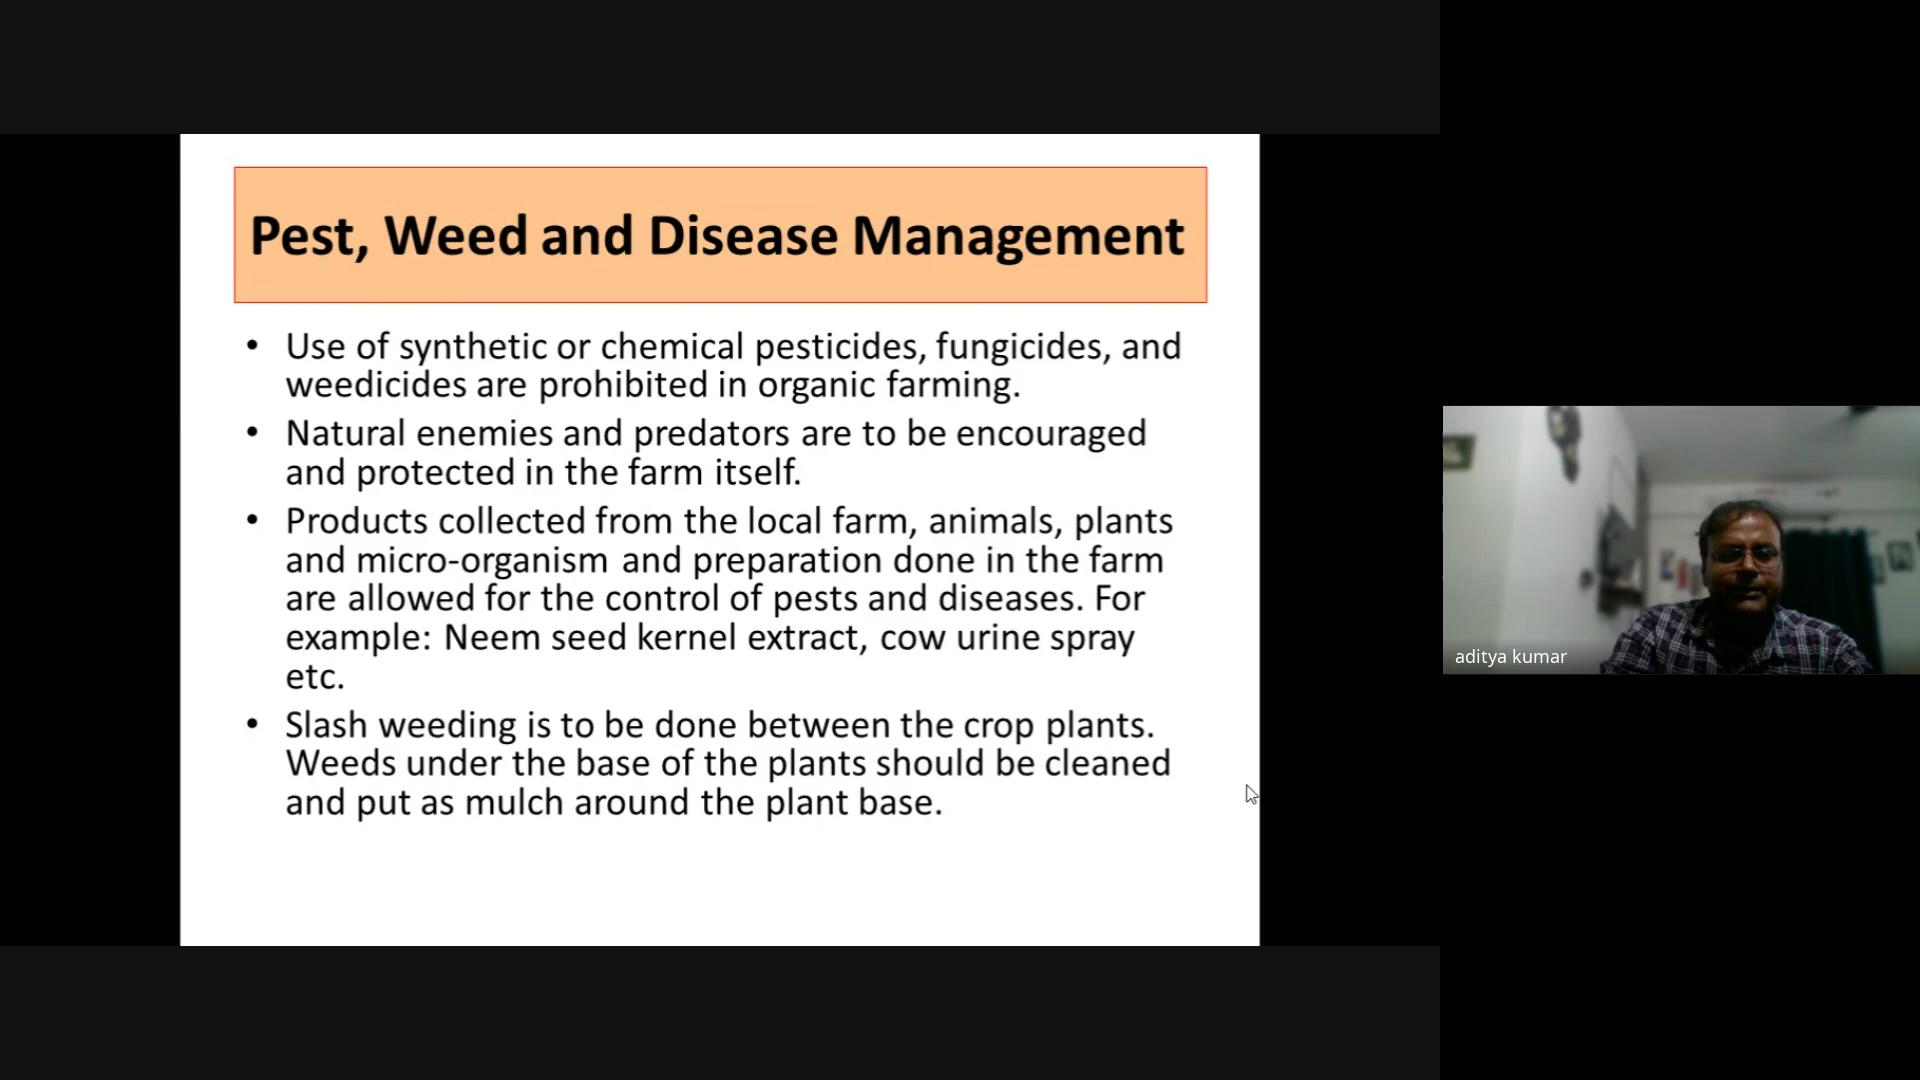 Pest, Weed and Disease Management
• Use of synthetic or chemical pesticides, fungicides, and
weedicides are prohibited in organic farming.
• Natural enemies and predators are to be encouraged
and protected in the farm itself.
• Products collected from the local farm, animals, plants
and micro-organism and preparation done in the farm
are allowed for the control of pests and diseases. For
example: Neem seed kernel extract, cow urine spray
etc.
• Slash weeding is to be done between the crop plants.
Weeds under the base of the plants should be cleaned
and put as mulch around the plant base.
aditya kumar